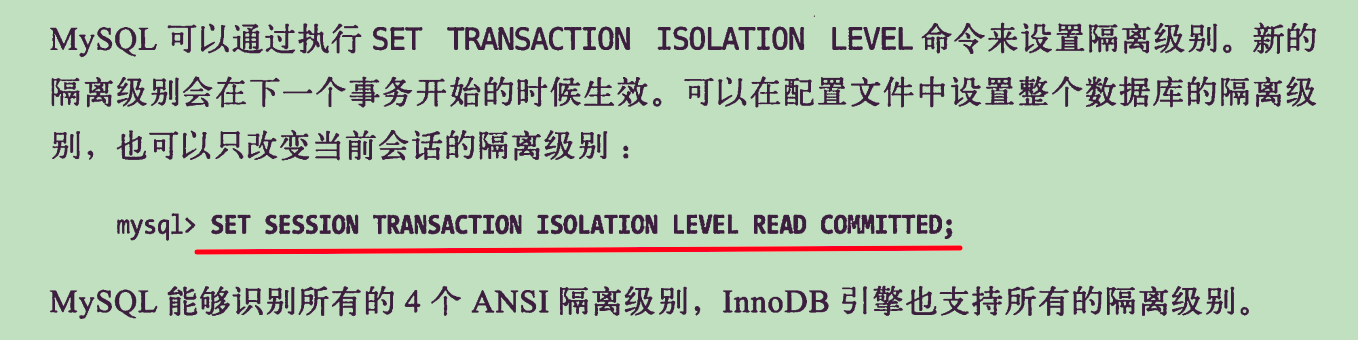 MySQL 可以通过执行 SET TRANSACTION ISOLATION LEVEL 命令来设置隔离级别。新的
隔离级别会在下一个事务开始的时候生效。可以在配置文件中设置整个数据库的隔离级
别，也可以只改变当前会话的隔离级别：
mysql> SET SESSION TRANSACTION ISOLATION LEVEL READ COMMITTED;
MySQL 能够识别所有的 4 个 ANSI 隔离级别，InnoDB 引擎也支持所有的隔离级别。